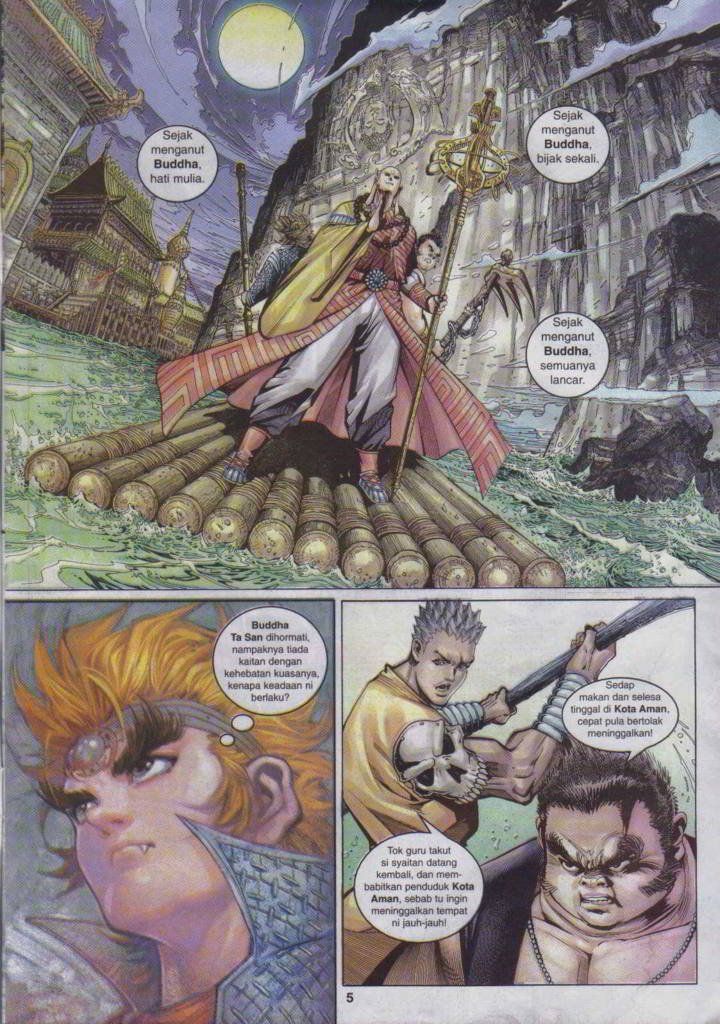 Sejak
menganut
Buddha,
hati mulia.
Sejak
menganut
Buddha,
bijak sekali.
Sejak
menganut
Buddha,
semuanya
lancar.
Buddha
Ta San dihormati,
nampaknya tiada
kaitan dengan
kehebatan kuasanya,
kenapa keadaan ni
berlaku?
Sedap
makan dan selesa
tinggal di Kota Aman,
cepat pula bertolak
meninggalkan!
Tok guru takut
si syaitan datang
kembali, dan mem-
babitkan penduduk Kota
Aman, sebab tu ingin
meninggalkan tempat
ni jauh-jauh!
5